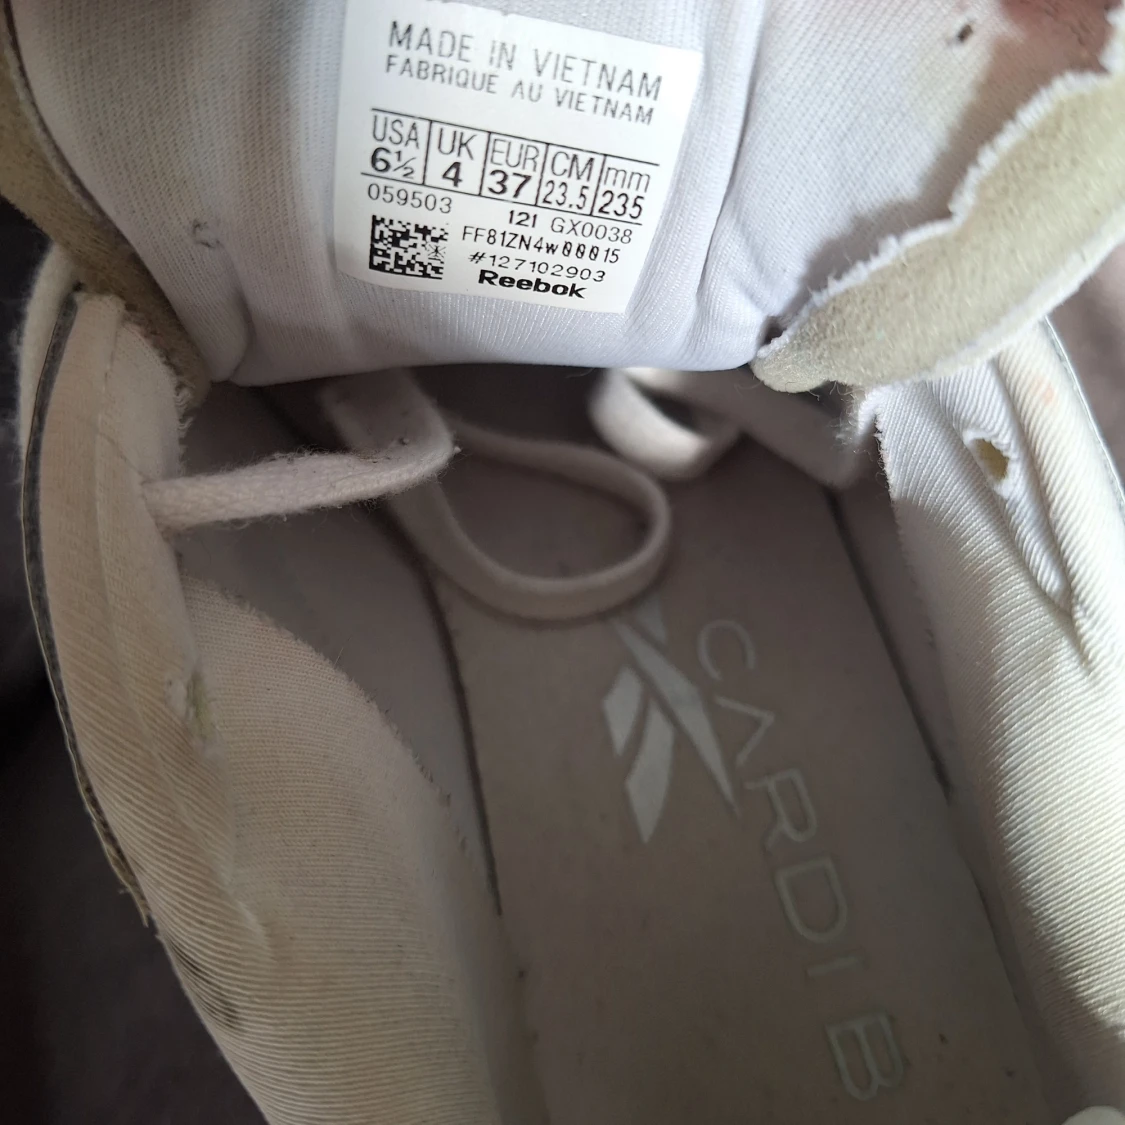 MADE IN VIETNAM
FABRIQUE AU VIETNAM
USA UK EUR CM mm
6½ 4 37 23.5 235
059503 121 GX0038
FF81ZN4w00015
#127102903
Reebok
CARDI B